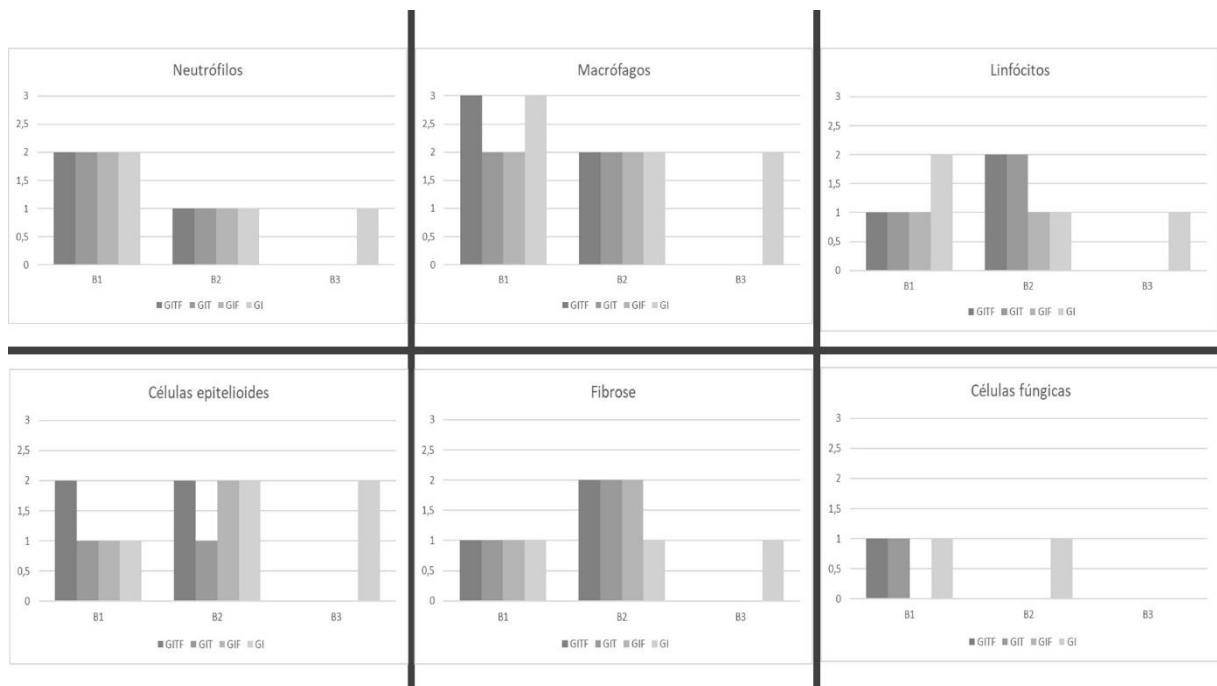 Neutrófilos
3
2,5
2
1,5
1
0,5
0
B1 B2 B3
GITF GIT GIF GI
Macrófagos
3
2,5
2
1,5
1
0,5
0
B1 B2 B3
GITF GIT GIF GI
Linfócitos
3
2,5
2
1,5
1
0,5
0
B1 B2 B3
GITF GIT GIF GI
Células epitelioides
3
2,5
2
1,5
1
0,5
0
B1 B2 B3
GITF GIT GIF GI
Fibrose
3
2,5
2
1,5
1
0,5
0
B1 B2 B3
GITF GIT GIF GI
Células fúngicas
3
2,5
2
1,5
1
0,5
0
B1 B2 B3
GITF GIT GIF GI